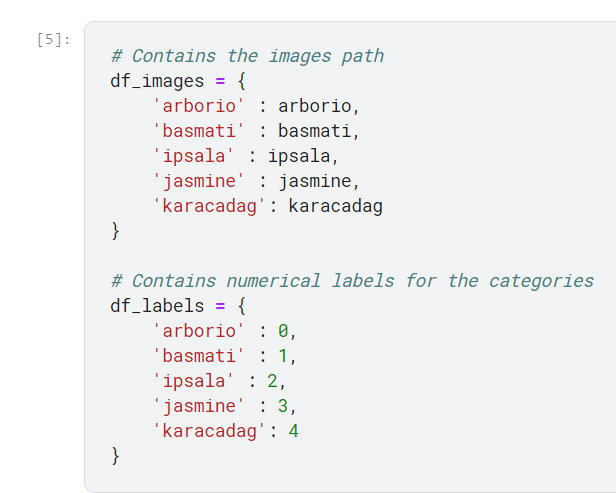 [5]:
# Contains the images path
df_images = {
    'arborio' : arborio,
    'basmati' : basmati,
    'ipsala' : ipsala,
    'jasmine' : jasmine,
    'karacadag': karacadag
}
# Contains numerical labels for the categories
df_labels = {
    'arborio' : 0,
    'basmati' : 1,
    'ipsala' : 2,
    'jasmine' : 3,
    'karacadag': 4
}